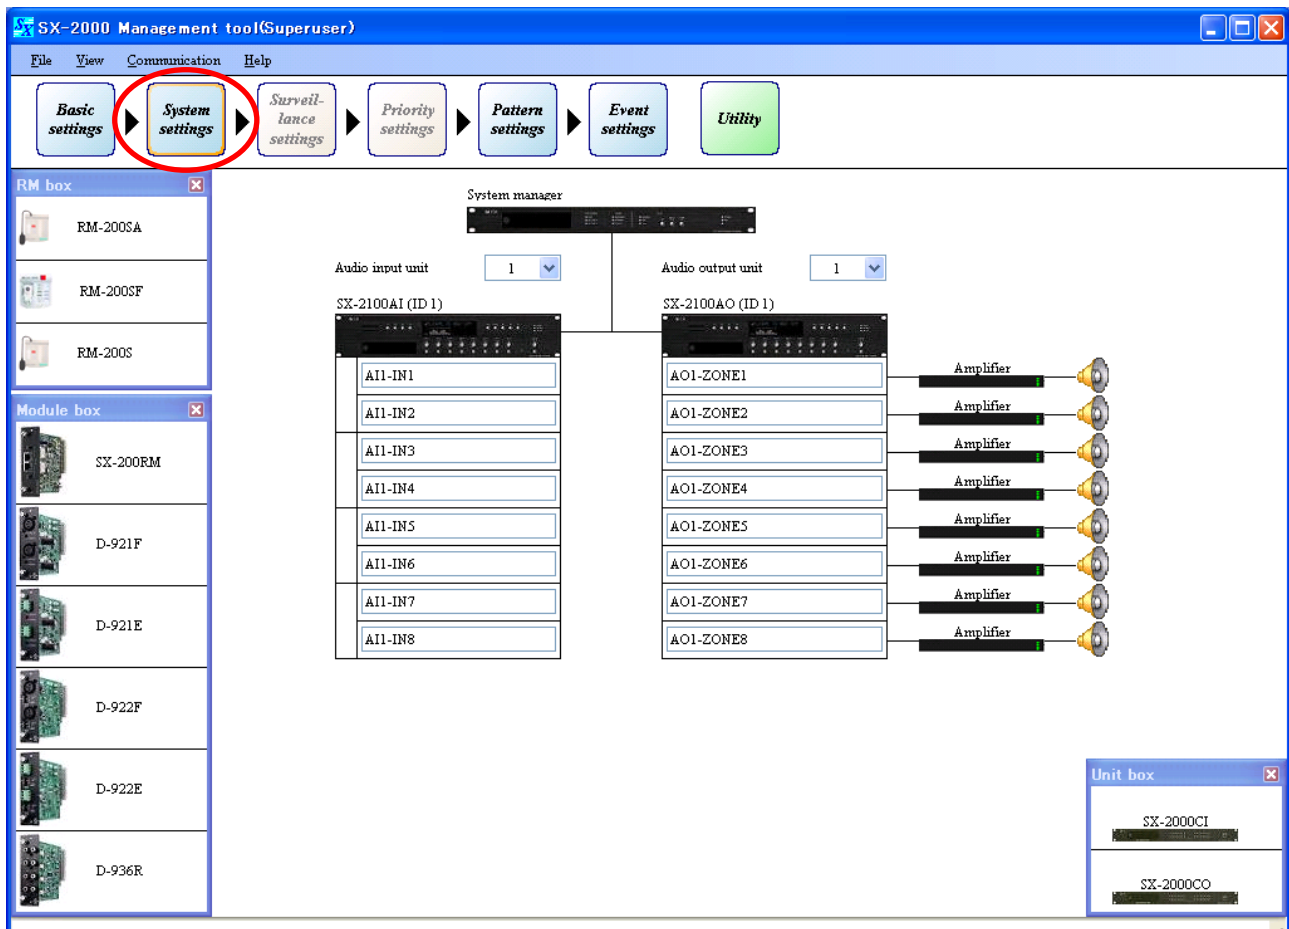 SX-2000 Management tool(Superuser)
File View Communication Help
Basic
settings
System
settings
Surveil-
lance
settings
Priority
settings
Pattern
settings
Event
settings
Utility
RM box
RM-200SA
RM-200SF
RM-200S
Module box
SX-200RM
D-921F
D-921E
D-922F
D-922E
D-936R
System manager
Audio input unit 1
Audio output unit 1
SX-2100AI (ID 1)
SX-2100AO (ID 1)
AI1-IN1
AI1-IN2
AI1-IN3
AI1-IN4
AI1-IN5
AI1-IN6
AI1-IN7
AI1-IN8
AO1-ZONE1
AO1-ZONE2
AO1-ZONE3
AO1-ZONE4
AO1-ZONE5
AO1-ZONE6
AO1-ZONE7
AO1-ZONE8
Amplifier
Amplifier
Amplifier
Amplifier
Amplifier
Amplifier
Amplifier
Amplifier
Unit box
SX-2000CI
SX-2000CO